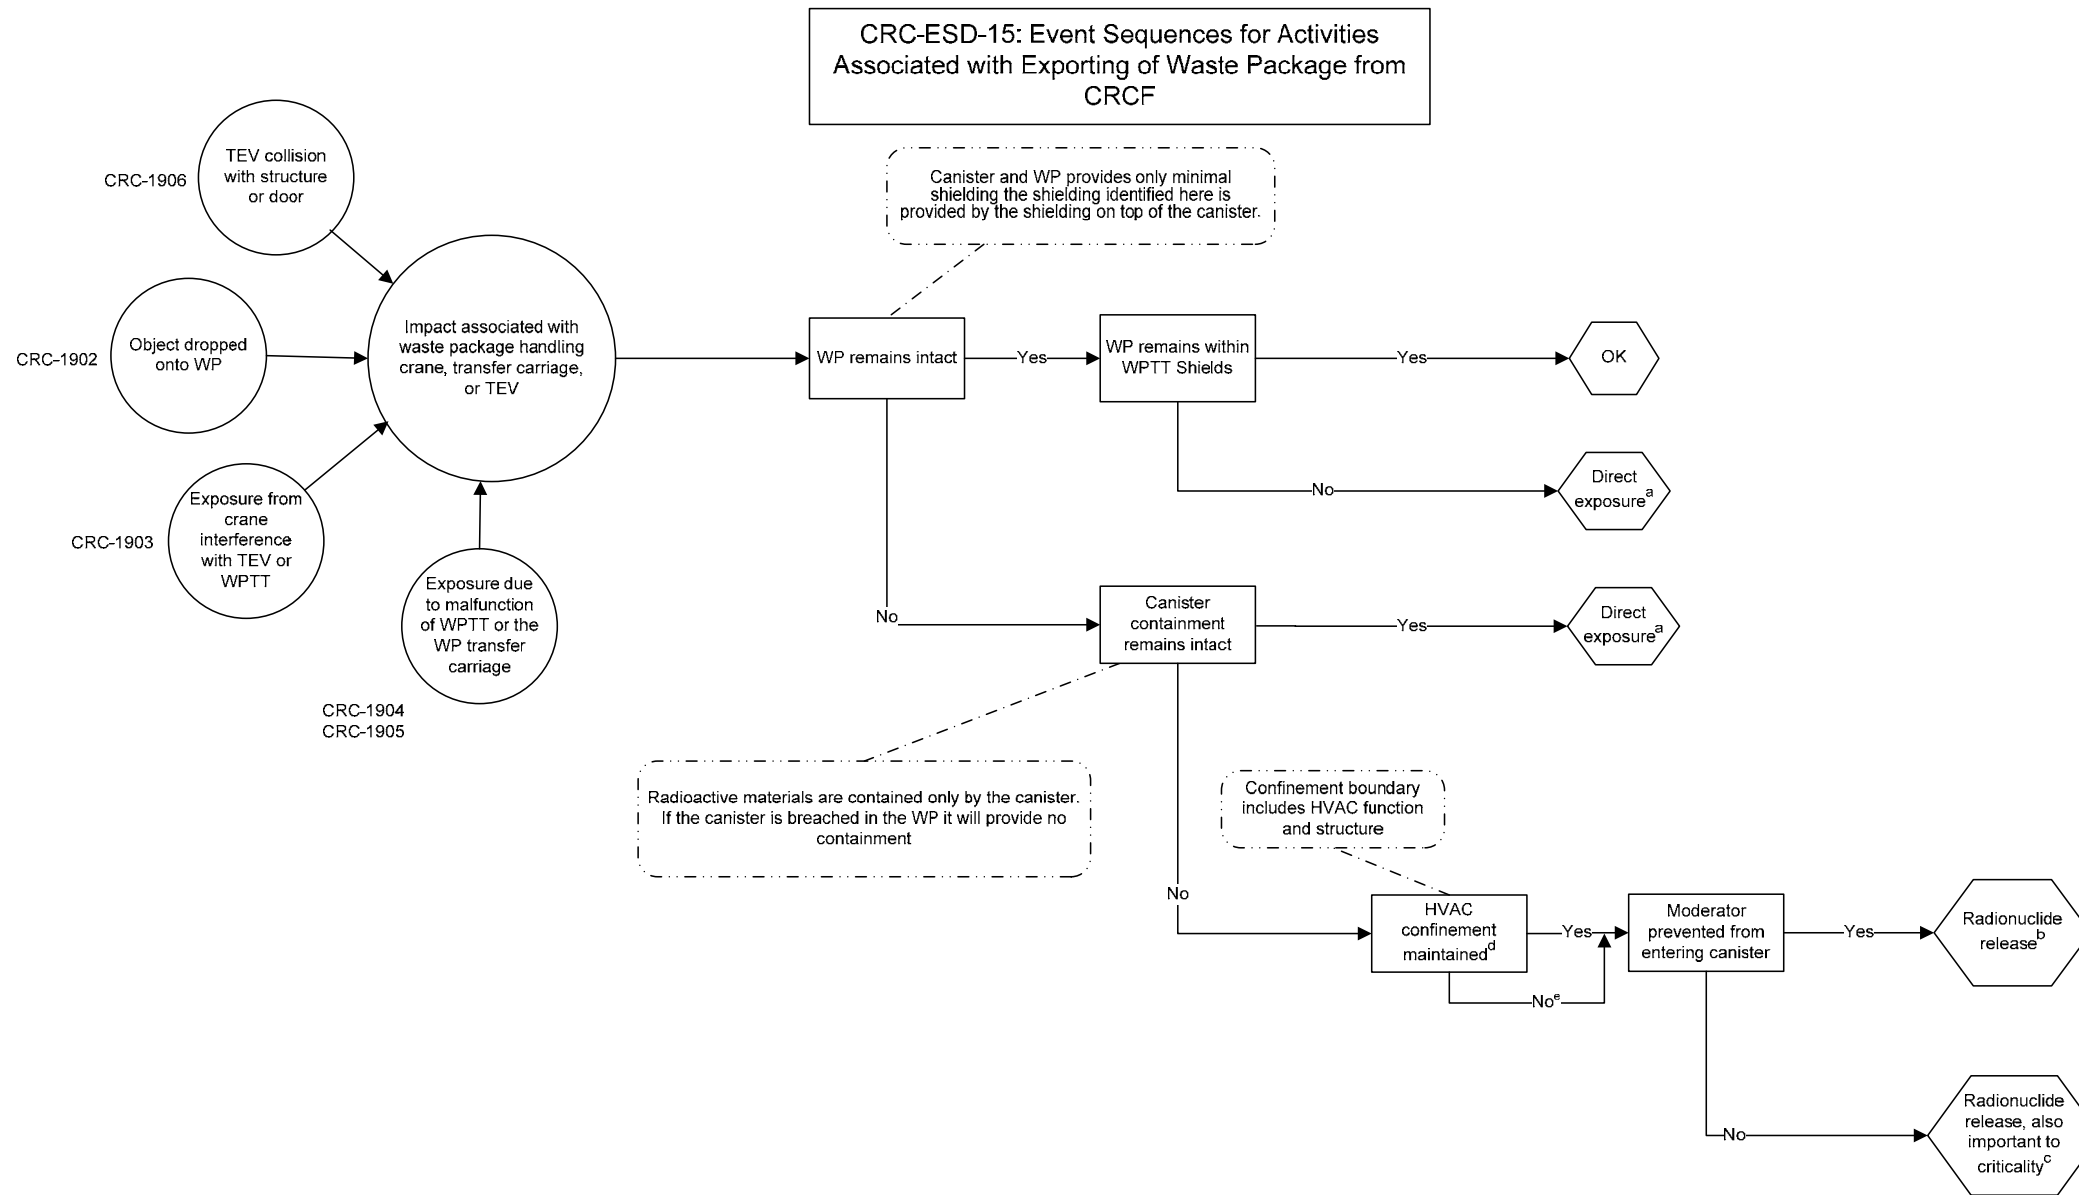 CRC-ESD-15: Event Sequences for Activities
Associated with Exporting of Waste Package from
CRCF
CRC-1906
TEV collision
with structure
or door
Canister and WP provides only minimal
shielding the shielding identified here is
provided by the shielding on top of the canister.
CRC-1902
Object dropped
onto WP
Impact associated with
waste package handling
crane, transfer carriage,
or TEV
WP remains intact
Yes
WP remains within
WPTT Shields
Yes
OK
No
Direct
exposureᵃ
CRC-1903
Exposure from
crane
interference
with TEV or
WPTT
Exposure due
to malfunction
of WPTT or the
WP transfer
carriage
CRC-1904
CRC-1905
No
Canister
containment
remains intact
Yes
Direct
exposureᵃ
Radioactive materials are contained only by the canister.
If the canister is breached in the WP it will provide no
containment
Confinement boundary
includes HVAC function
and structure
No
HVAC
confinement
maintainedᵈ
Yes
Noᵉ
Moderator
prevented from
entering canister
Yes
Radionuclide
releaseᵇ
No
Radionuclide
release, also
important to
criticalityᶜ